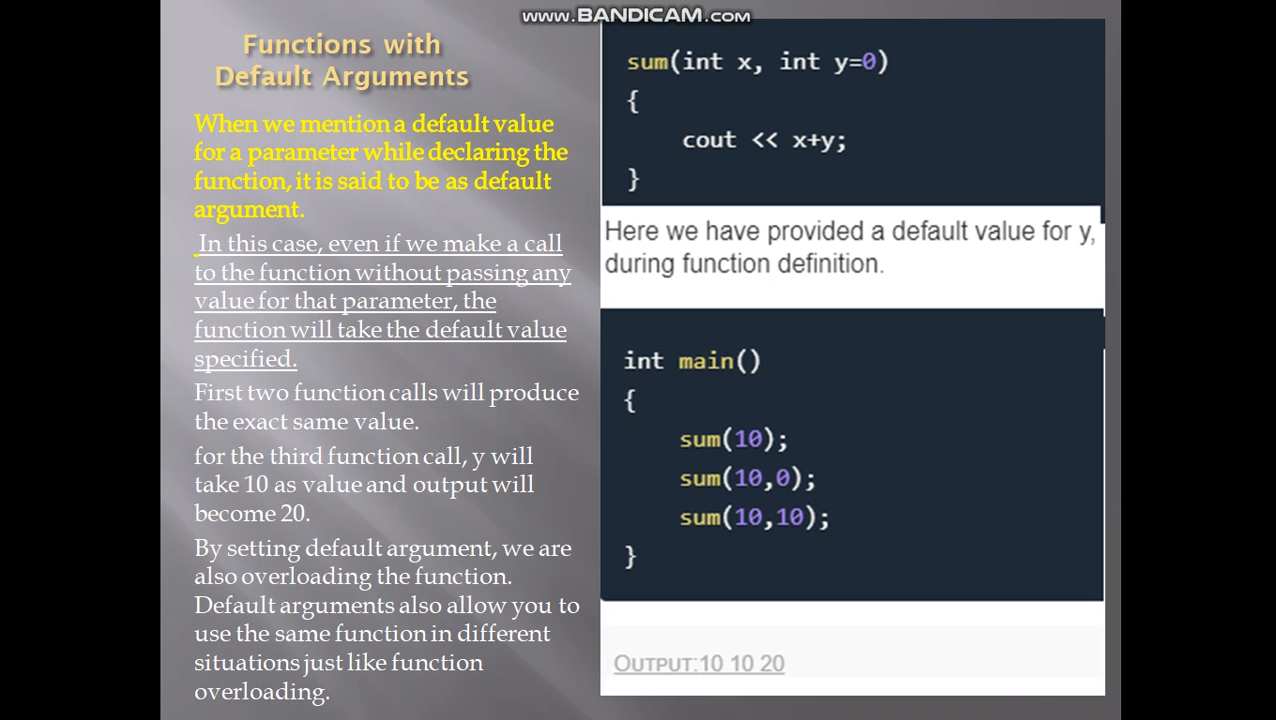 www.BANDICAM.com
Functions with
Default Arguments
When we mention a default value
for a parameter while declaring the
function, it is said to be as default
argument.
In this case, even if we make a call
to the function without passing any
value for that parameter, the
function will take the default value
specified.
First two function calls will produce
the exact same value.
for the third function call, y will
take 10 as value and output will
become 20.
By setting default argument, we are
also overloading the function.
Default arguments also allow you to
use the same function in different
situations just like function
overloading.
sum(int x, int y=0)
{
cout << x+y;
}
Here we have provided a default value for y,
during function definition.
int main()
{
sum(10);
sum(10,0);
sum(10,10);
}
OUTPUT:10 10 20